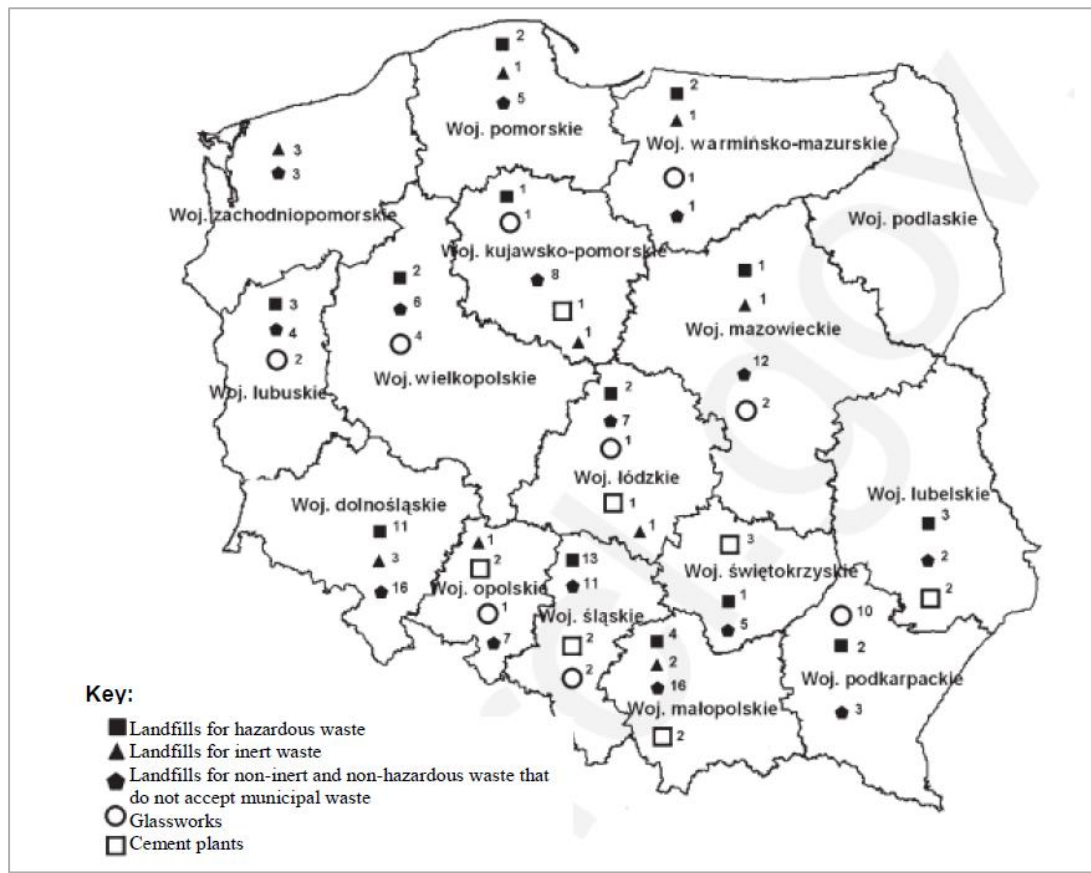 2
1
5
Woj. pomorskie
2
1
Woj. warmińsko-mazurskie
1
1
3
3
Woj. zachodniopomorskie
Woj. podlaskie
1
1
Woj. kujawsko-pomorskie
8
1
1
2
6
4
Woj. wielkopolskie
3
4
2
Woj. lubuskie
1
1
Woj. mazowieckie
12
2
2
7
1
Woj. łódzkie
1
1
Woj. dolnośląskie
11
3
16
1
2
Woj. opolskie
1
7
13
11
Woj. śląskie
2
2
3
Woj. świętokrzyskie
1
5
Woj. lubelskie
3
2
2
4
2
16
Woj. małopolskie
2
10
2
Woj. podkarpackie
3
Key:
Landfills for hazardous waste
Landfills for inert waste
Landfills for non-inert and non-hazardous waste that
do not accept municipal waste
Glassworks
Cement plants